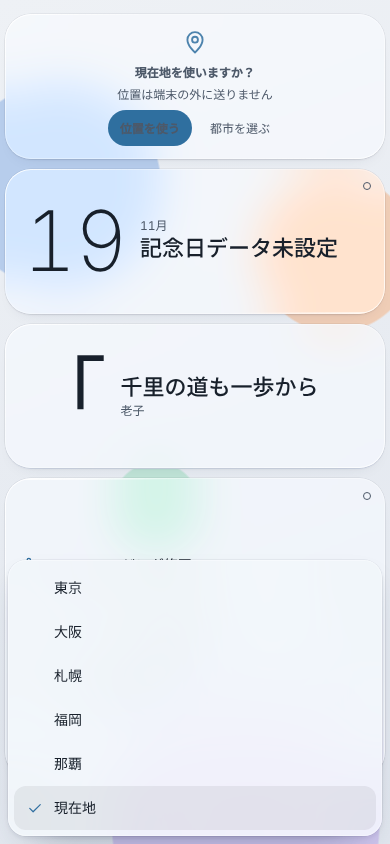 現在地を使いますか？
位置は端末の外に送りません
位置を使う
都市を選ぶ
19
11月
記念日データ未設定
「
千里の道も一歩から
老子
東京
大阪
札幌
福岡
那覇
現在地